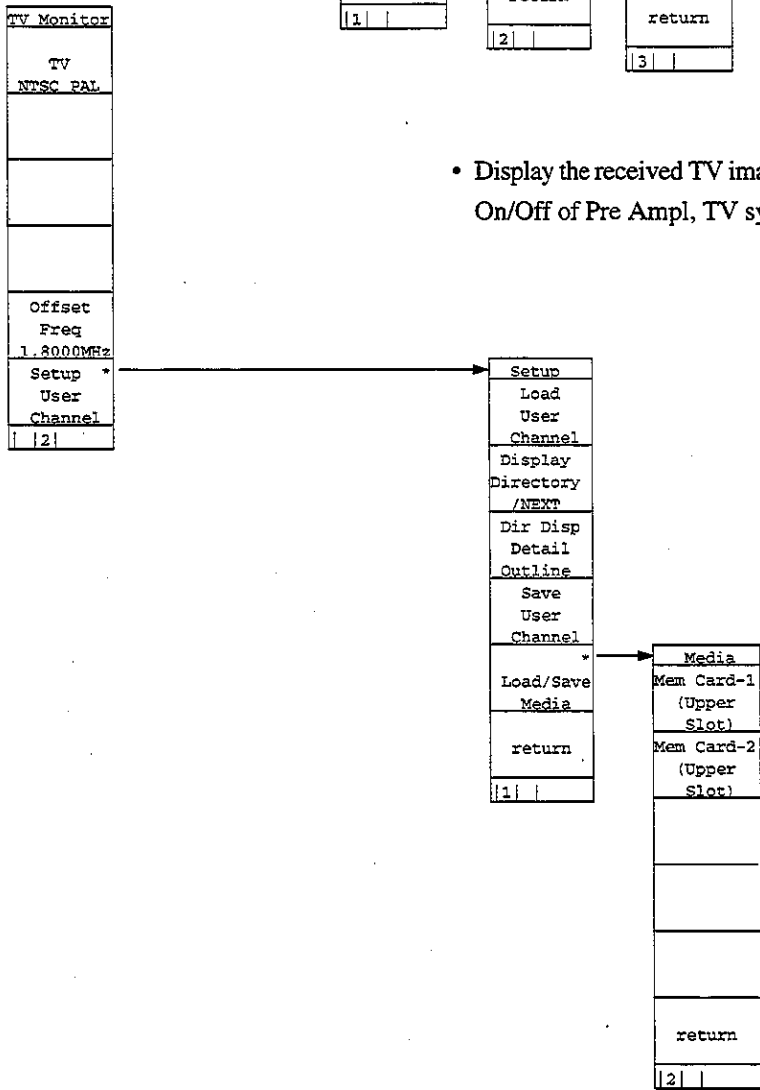 TV Monitor
TV
NTSC PAL
Offset
Freq
1.8000MHz
Setup *
User
Channel
|2|
|1|
|2|
return
|3|
• Display the received TV ima
On/Off of Pre Ampl, TV sy
Setup
Load
User
Channel
Display
Directory
/NEXT
Dir Disp
Detail
Outline
Save
User
Channel
*
Load/Save
Media
return
|1|
Media
Mem Card-1
(Upper
Slot)
Mem Card-2
(Upper
Slot)
return
|2|